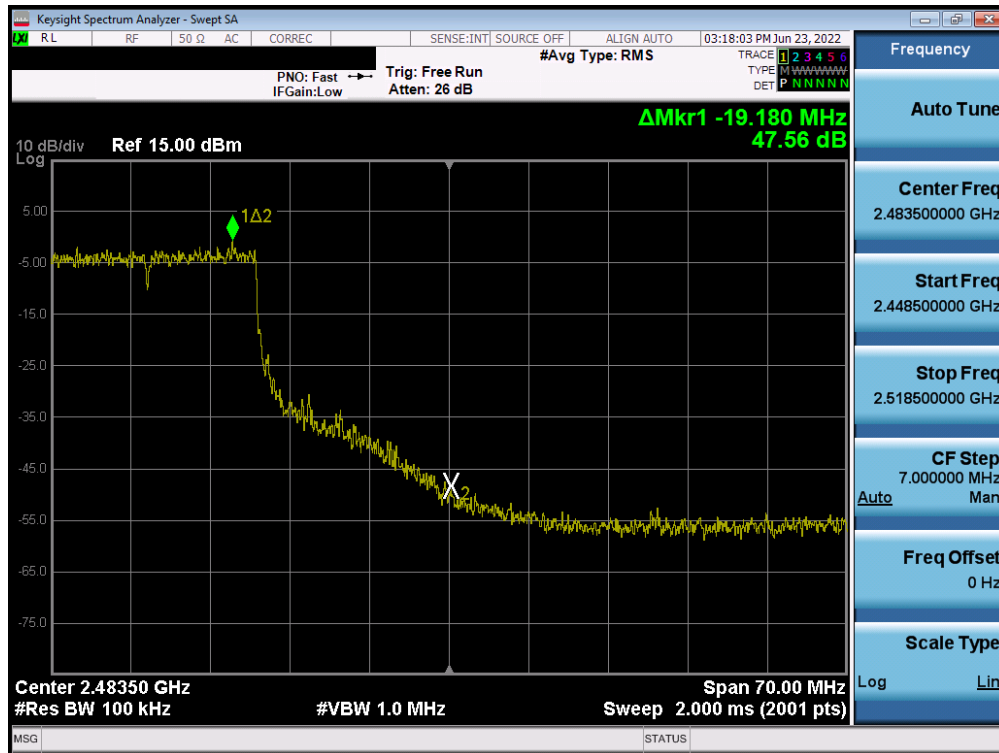 Keysight Spectrum Analyzer - Swept SA
LXI RL RF 50 Ω AC CORREC SENSE:INT SOURCE OFF ALIGN AUTO 03:18:03 PM Jun 23, 2022
#Avg Type: RMS TRACE 1 2 3 4 5 6
PNO: Fast Trig: Free Run TYPE M WWWWW
IFGain:Low Atten: 26 dB DET P N N N N N
ΔMkr1 -19.180 MHz
47.56 dB
10 dB/div Ref 15.00 dBm
Log
5.00
1Δ2
-5.00
-15.0
-25.0
-35.0
-45.0
X2
-55.0
-65.0
-75.0
Center 2.48350 GHz Span 70.00 MHz
#Res BW 100 kHz #VBW 1.0 MHz Sweep 2.000 ms (2001 pts)
MSG STATUS
Frequency
Auto Tune
Center Freq
2.483500000 GHz
Start Freq
2.448500000 GHz
Stop Freq
2.518500000 GHz
CF Step
7.000000 MHz
Auto Man
Freq Offset
0 Hz
Scale Type
Log Lin